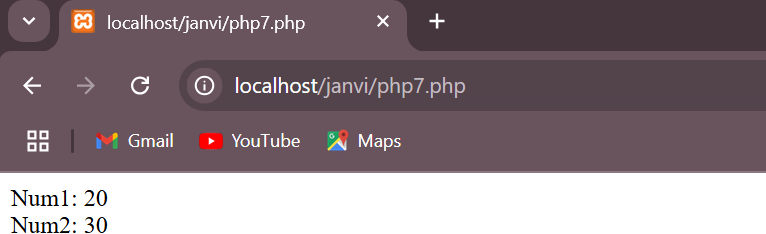 localhost/janvi/php7.php
localhost/janvi/php7.php
Gmail YouTube Maps
Num1: 20
Num2: 30